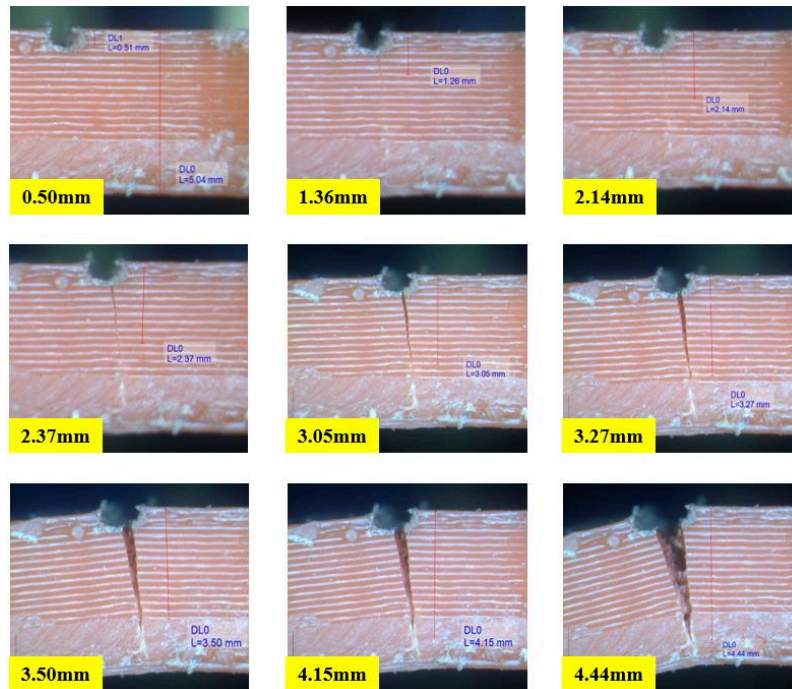 DL1
L=0.51 mm
DL0
L=5.04 mm
0.50mm
DL0
L=1.26 mm
1.36mm
DL0
L=2.14 mm
2.14mm
DL0
L=2.37 mm
2.37mm
DL0
L=3.05 mm
3.05mm
DL0
L=3.27 mm
3.27mm
DL0
L=3.50 mm
3.50mm
DL0
L=4.15 mm
4.15mm
DL0
L=4.44 mm
4.44mm